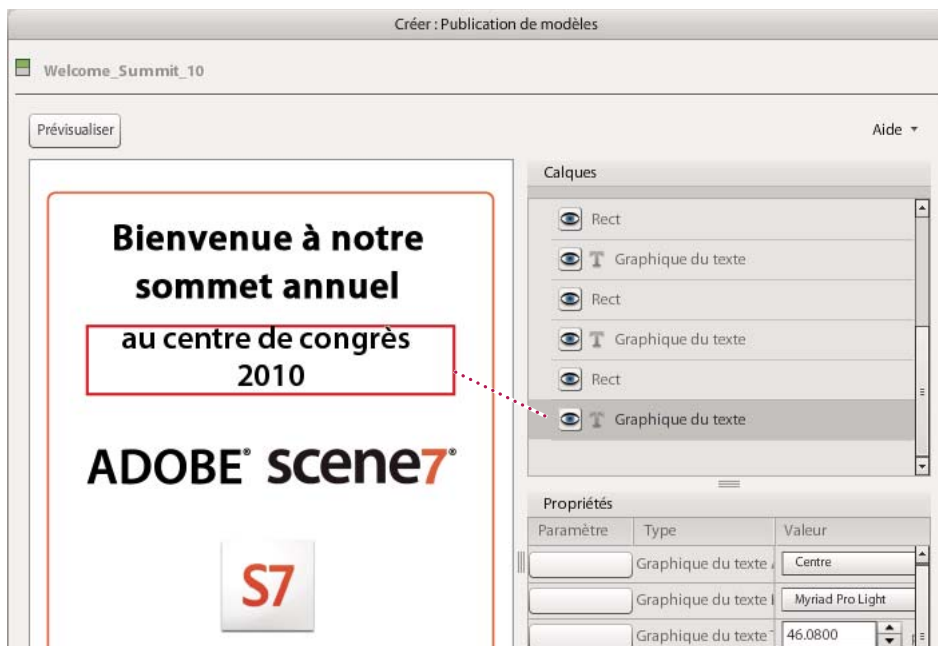 Créer : Publication de modèles
Welcome_Summit_10
Prévisualiser
Aide
Bienvenue à notre
sommet annuel
au centre de congrès
2010
ADOBE® scene7®
S7
Calques
Rect
Graphique du texte
Rect
Graphique du texte
Rect
Graphique du texte
Propriétés
Paramètre Type Valeur
Graphique du texte Centre
Graphique du texte Myriad Pro Light
Graphique du texte 46.0800